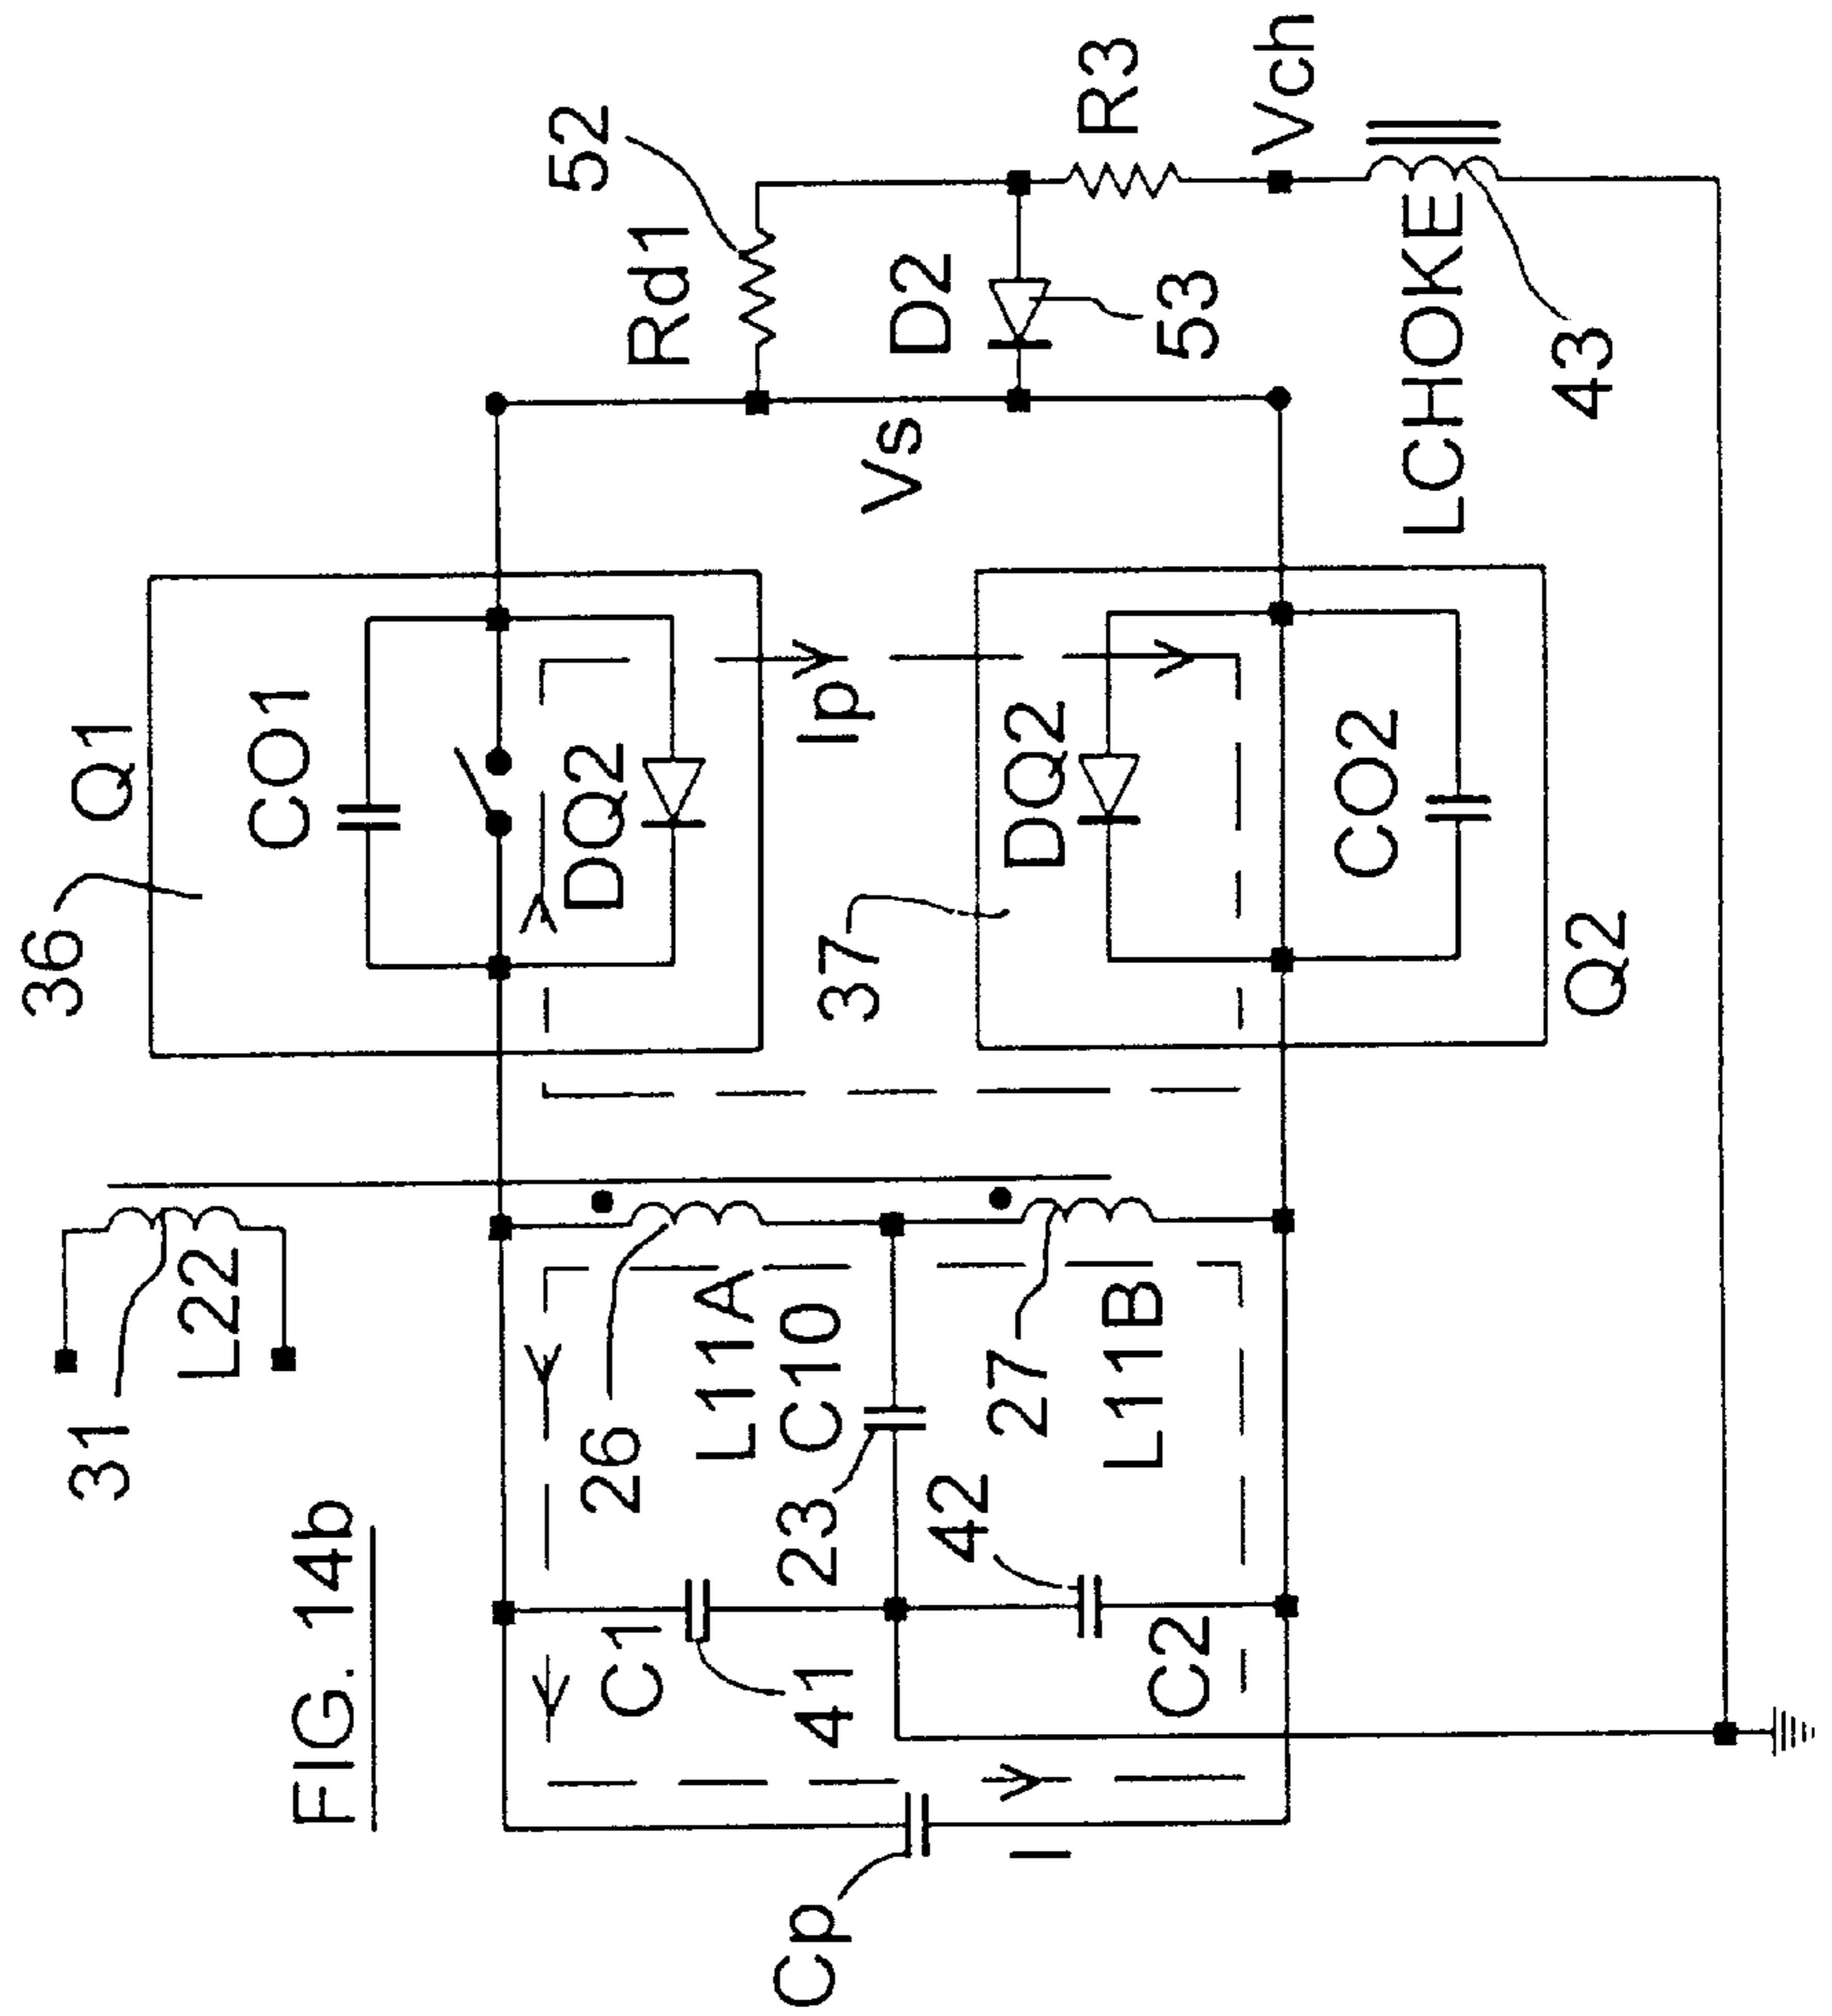 FIG. 14b
36
Q1
CO1
DQ2
Ip
37
DQ2
CO2
Q2
52
Rd1
D2
53
R3
Vch
Vs
LCHOKE
43
31
L22
26
L11A
C10
23
27
L11B
42
C1
41
C2
Cp
I